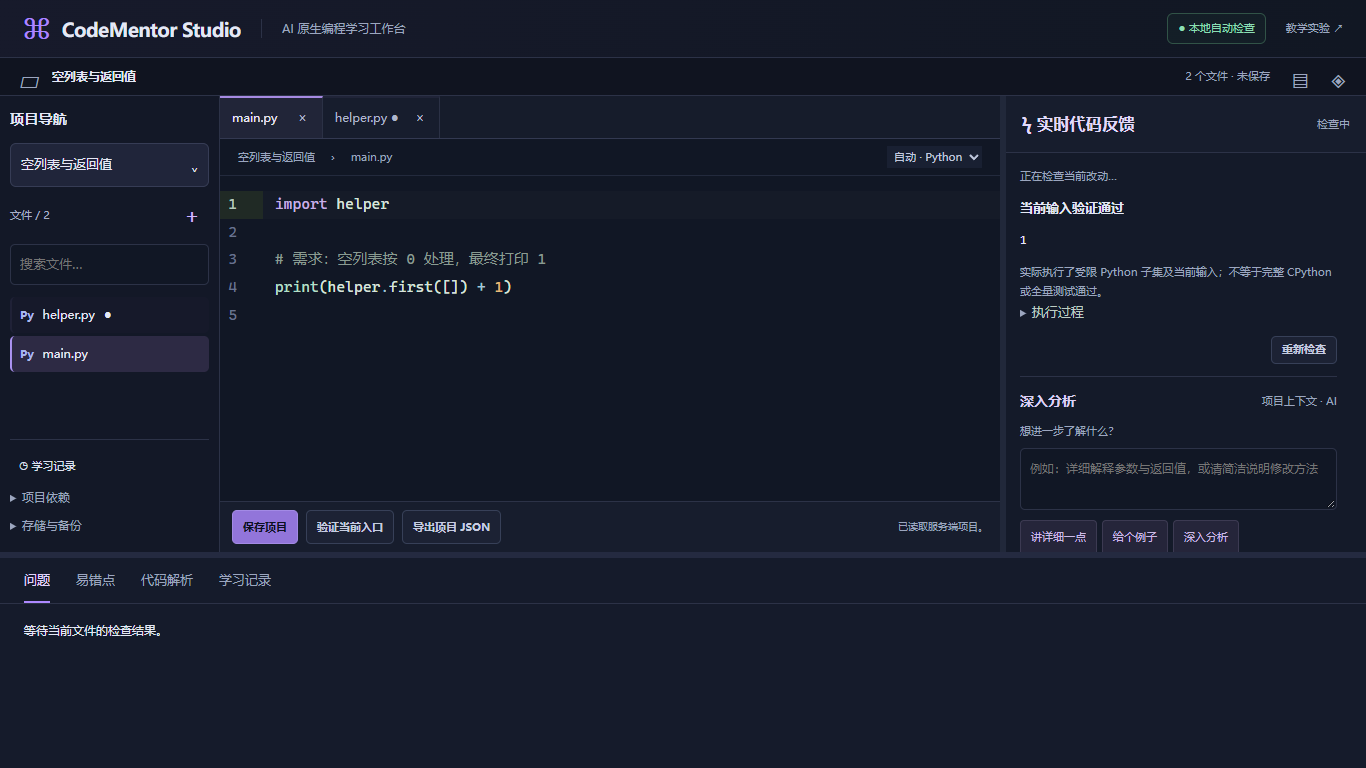 CodeMentor Studio
AI 原生编程学习工作台
本地自动检查
教学实验 ↗
空列表与返回值
2 个文件 · 未保存
项目导航
空列表与返回值
文件 / 2
+
搜索文件...
Py helper.py ●
Py main.py
学习记录
项目依赖
存储与备份
main.py ×
helper.py ● ×
空列表与返回值 › main.py
自动 · Python
1 import helper
2
3 # 需求: 空列表按 0 处理, 最终打印 1
4 print(helper.first([]) + 1)
5
保存项目
验证当前入口
导出项目 JSON
已读取服务端项目。
实时代码反馈
检查中
正在检查当前改动...
当前输入验证通过
1
实际执行了受限 Python 子集及当前输入；不等于完整 CPython
或全量测试通过。
执行过程
重新检查
深入分析
项目上下文 · AI
想进一步了解什么?
例如：详细解释参数与返回值，或请简洁说明修改方法
讲详细一点
给个例子
深入分析
问题
易错点
代码解析
学习记录
等待当前文件的检查结果。